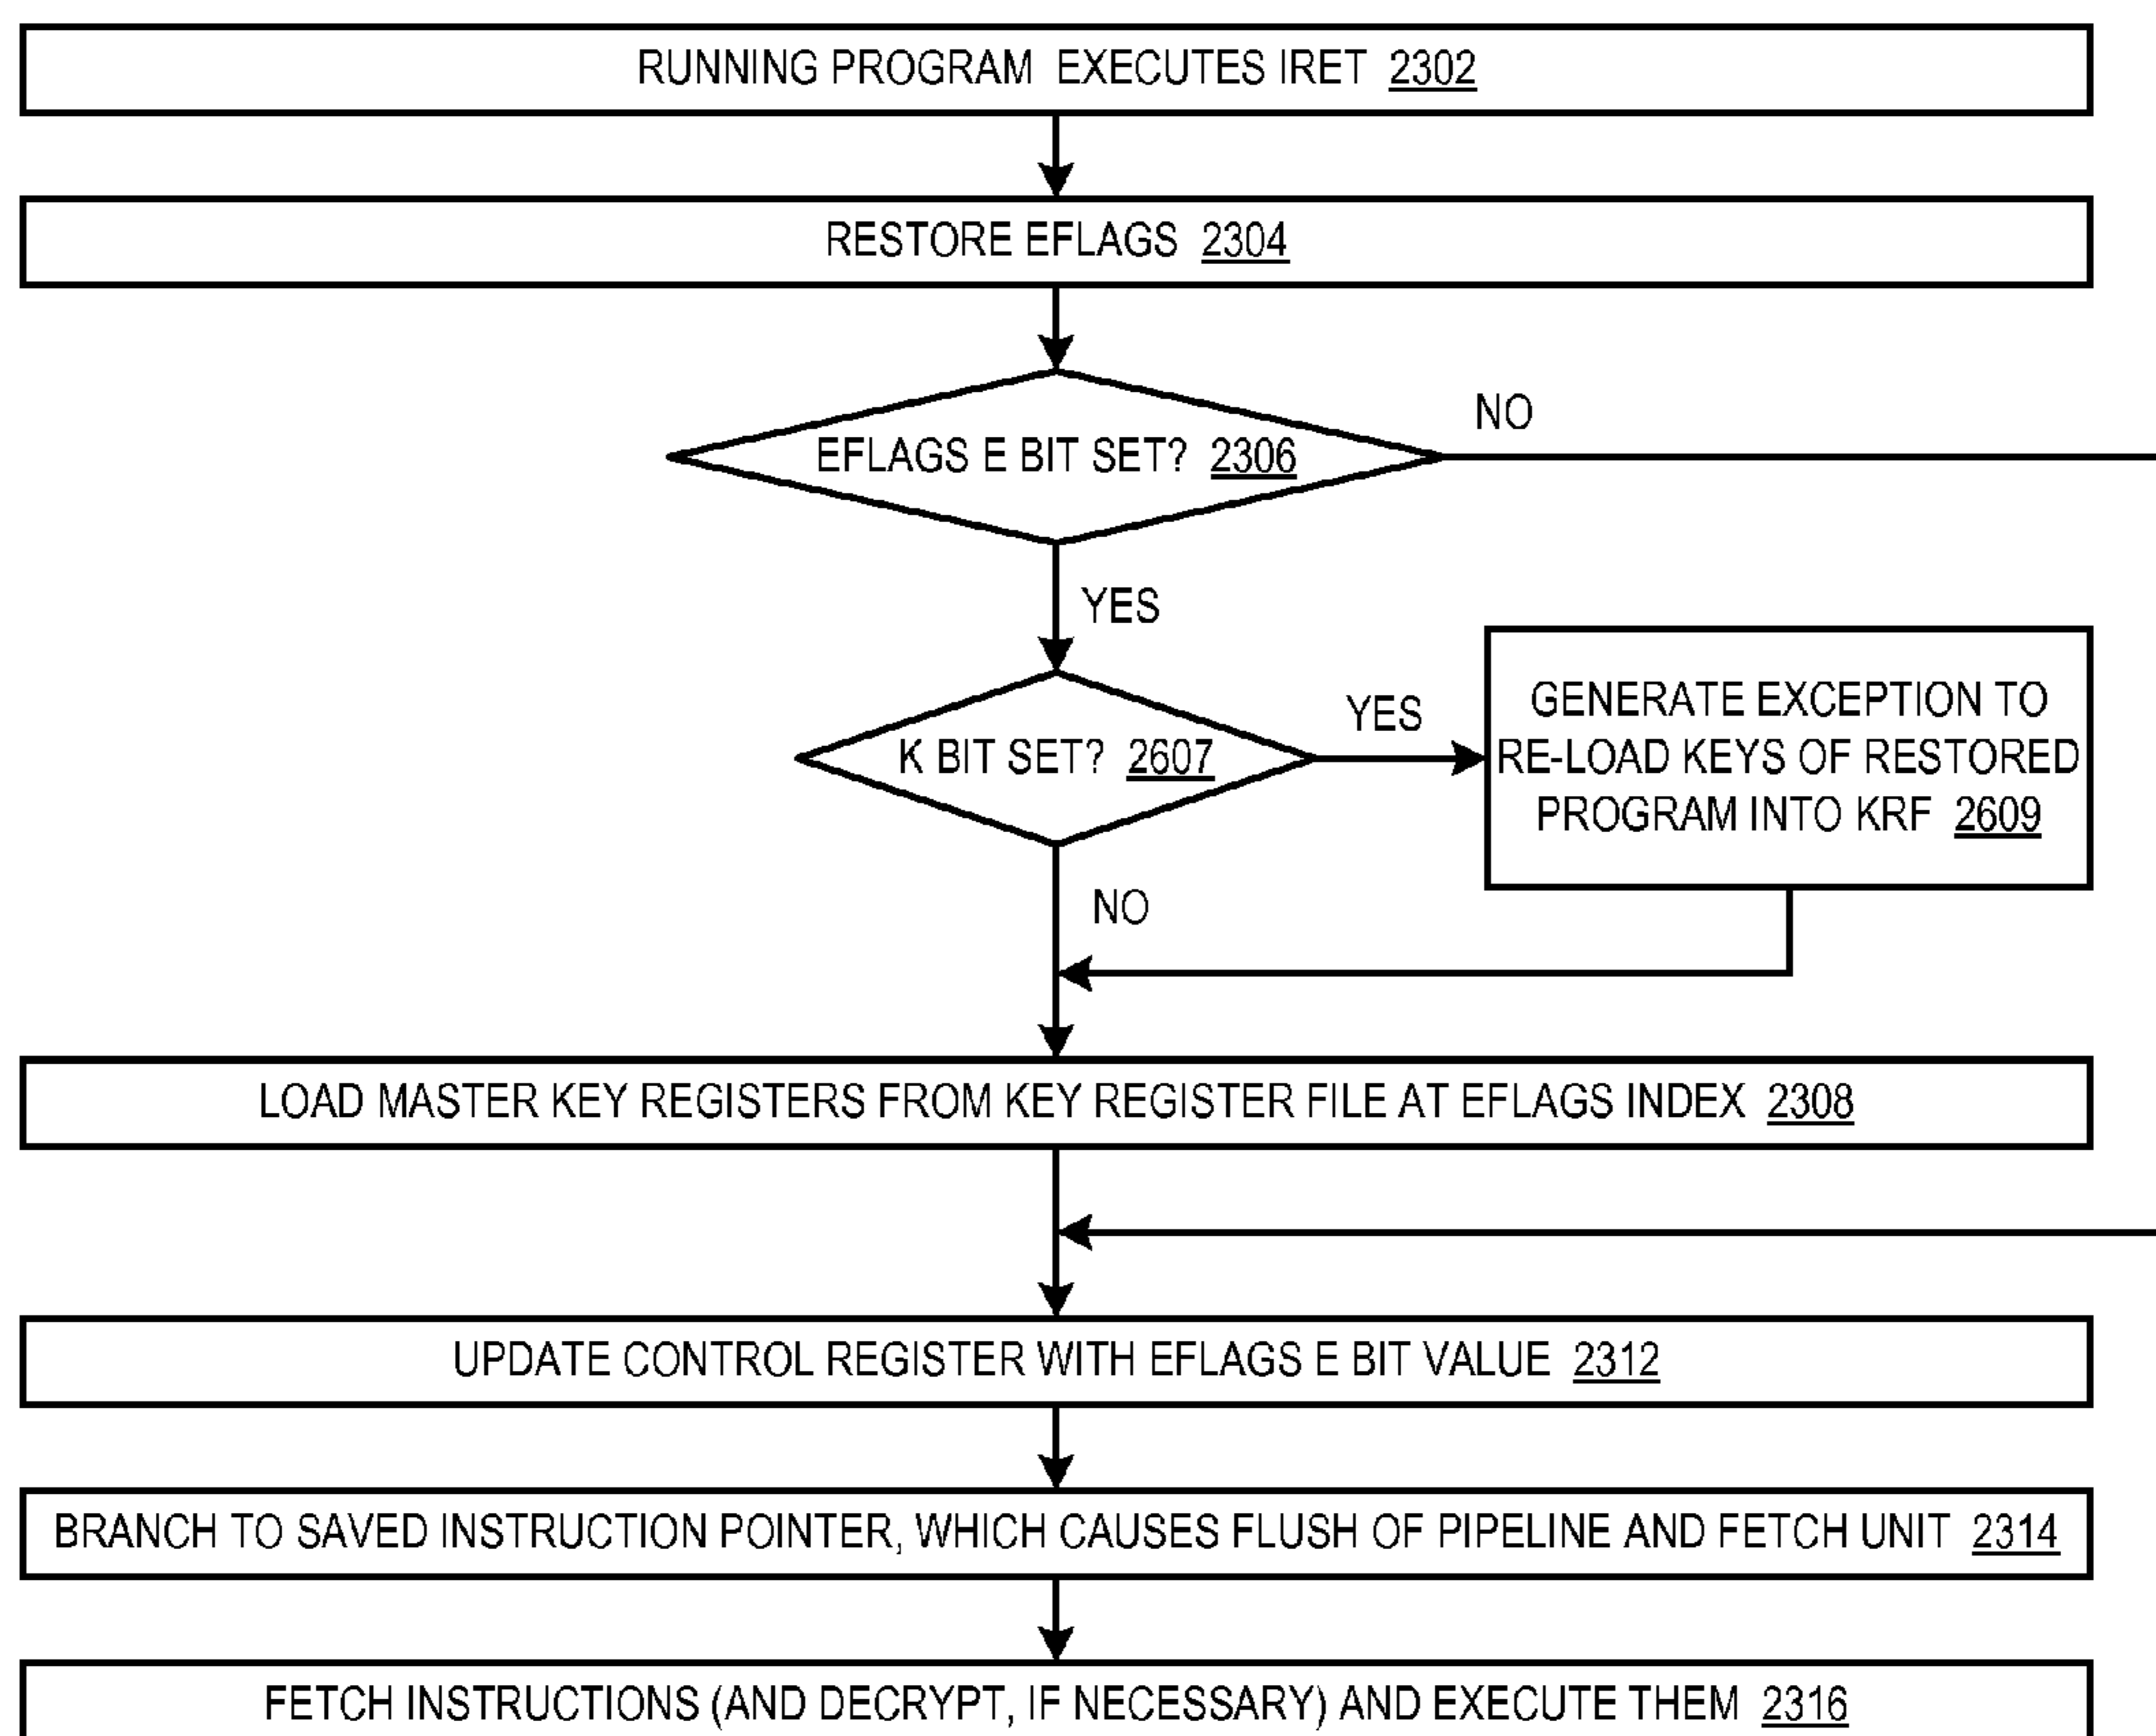 RUNNING PROGRAM EXECUTES IRET 2302
RESTORE EFLAGS 2304
NO
EFLAGS E BIT SET? 2306
YES
YES
K BIT SET? 2607
GENERATE EXCEPTION TO
RE-LOAD KEYS OF RESTORED
PROGRAM INTO KRF 2609
NO
LOAD MASTER KEY REGISTERS FROM KEY REGISTER FILE AT EFLAGS INDEX 2308
UPDATE CONTROL REGISTER WITH EFLAGS E BIT VALUE 2312
BRANCH TO SAVED INSTRUCTION POINTER, WHICH CAUSES FLUSH OF PIPELINE AND FETCH UNIT 2314
FETCH INSTRUCTIONS (AND DECRYPT, IF NECESSARY) AND EXECUTE THEM 2316